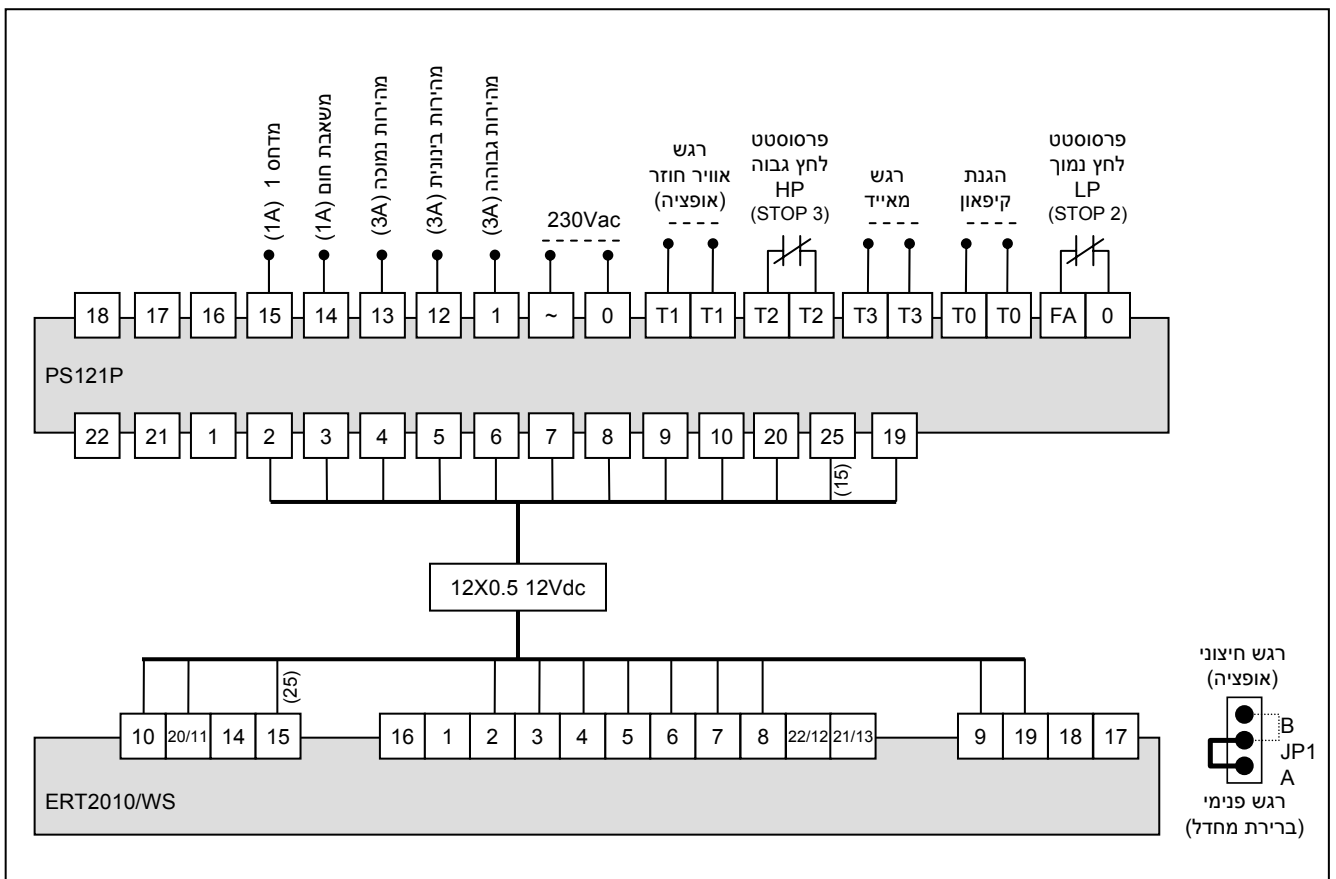 מדחס 1 (1A)
משאבת חום (1A)
מהירות נמוכה (3A)
מהירות בינונית (3A)
מהירות גבוהה (3A)
230Vac
רגש
אוויר חוזר
(אופציה)
פרסוסטט
לחץ גבוה
HP
(STOP 3)
רגש
מאייד
הגנת
קיפאון
פרסוסטט
לחץ נמוך
LP
(STOP 2)
18 17 16 15 14 13 12 1 ~ 0 T1 T1 T2 T2 T3 T3 T0 T0 FA 0
PS121P
22 21 1 2 3 4 5 6 7 8 9 10 20 25 19
(15)
12X0.5 12Vdc
(25)
10 20/11 14 15 16 1 2 3 4 5 6 7 8 22/12 21/13 9 19 18 17
ERT2010/WS
רגש חיצוני
(אופציה)
B
JP1
A
רגש פנימי
(ברירת מחדל)